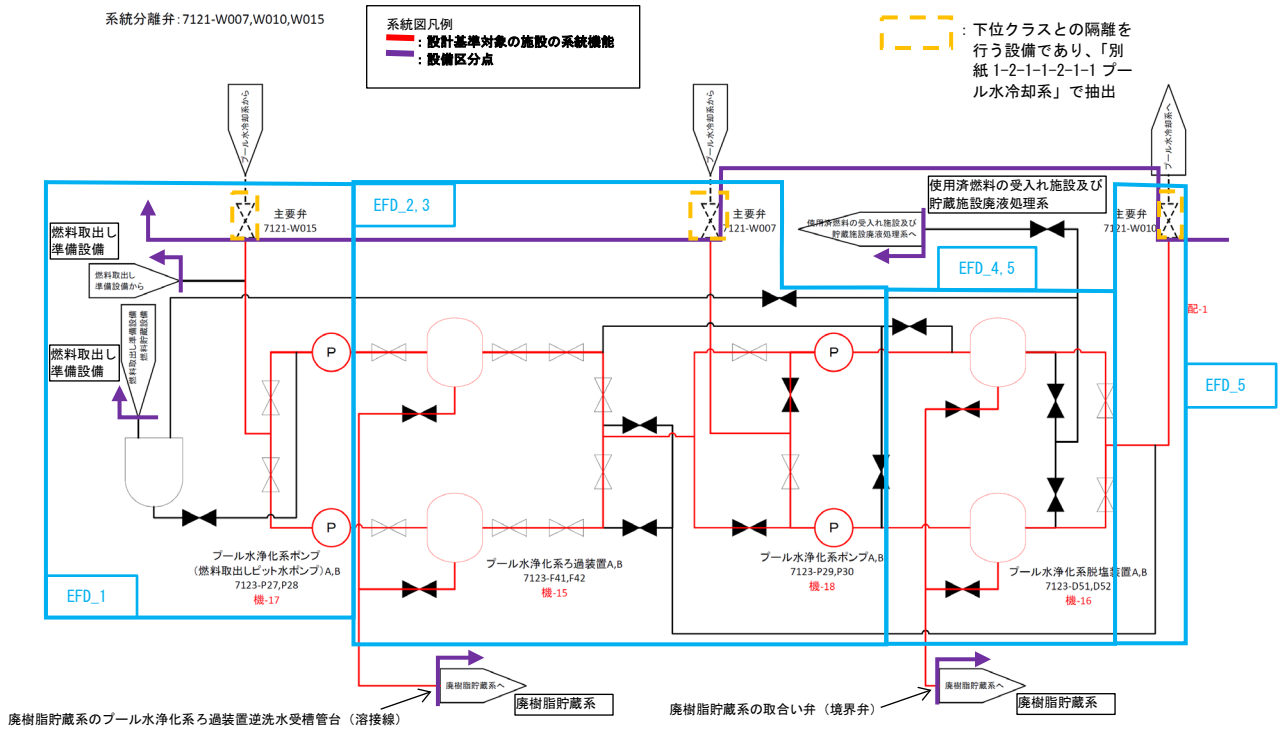 系統分離弁：7121-W007,W010,W015
系統図凡例
：設計基準対象の施設の系統機能
：設備区分点
：下位クラスとの隔離を
行う設備であり、「別
紙 1-2-1-1-2-1-1 プー
ル水冷却系」で抽出
プール水冷却系から
プール水冷却系から
プール水冷却系へ
EFD_2, 3
主要弁
7121-W015
主要弁
7121-W007
使用済燃料の受入れ施設及び
貯蔵施設廃液処理系
使用済燃料の受入れ施設及び
貯蔵施設廃液処理系へ
主要弁
7121-W010
燃料取出し
準備設備
燃料取出し
準備設備から
EFD_4, 5
配-1
燃料取出し
準備設備
燃料取出し準備設備
燃料貯蔵設備
P
P
EFD_5
P
P
プール水浄化系ポンプ
（燃料取出しピット水ポンプ）A,B
7123-P27,P28
機-17
プール水浄化系ろ過装置A,B
7123-F41,F42
機-15
プール水浄化系ポンプA,B
7123-P29,P30
機-18
プール水浄化系脱塩装置A,B
7123-D51,D52
機-16
EFD_1
廃樹脂貯蔵系へ
廃樹脂貯蔵系
廃樹脂貯蔵系へ
廃樹脂貯蔵系
廃樹脂貯蔵系のプール水浄化系ろ過装置逆洗水受槽管台（溶接線）
廃樹脂貯蔵系の取合い弁（境界弁）